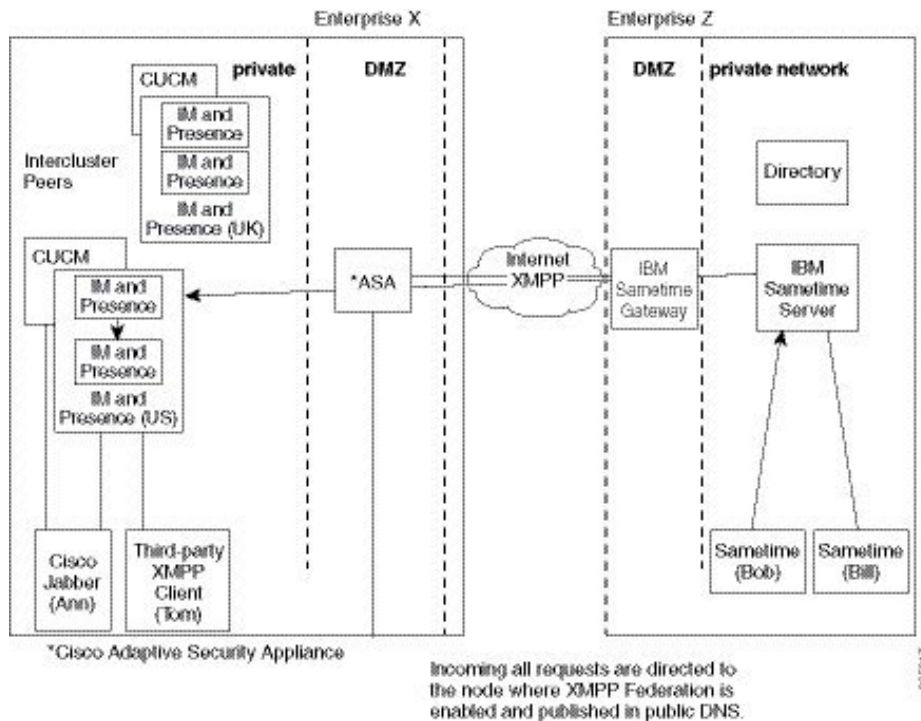 Enterprise X
Enterprise Z
private
DMZ
DMZ
private network
CUCM
IM and
Presence
IM and
Presence
IM and
Presence (UK)
Intercluster
Peers
Directory
CUCM
IM and
Presence
IM and
Presence
IM and
Presence (US)
*ASA
Internet
XMPP
IBM
Sametime
Gateway
IBM
Sametime
Server
Cisco
Jabber
(Ann)
Third-party
XMPP
Client
(Tom)
Sametime
(Bob)
Sametime
(Bill)
*Cisco Adaptive Security Appliance
Incoming all requests are directed to
the node where XMPP Federation is
enabled and published in public DNS.